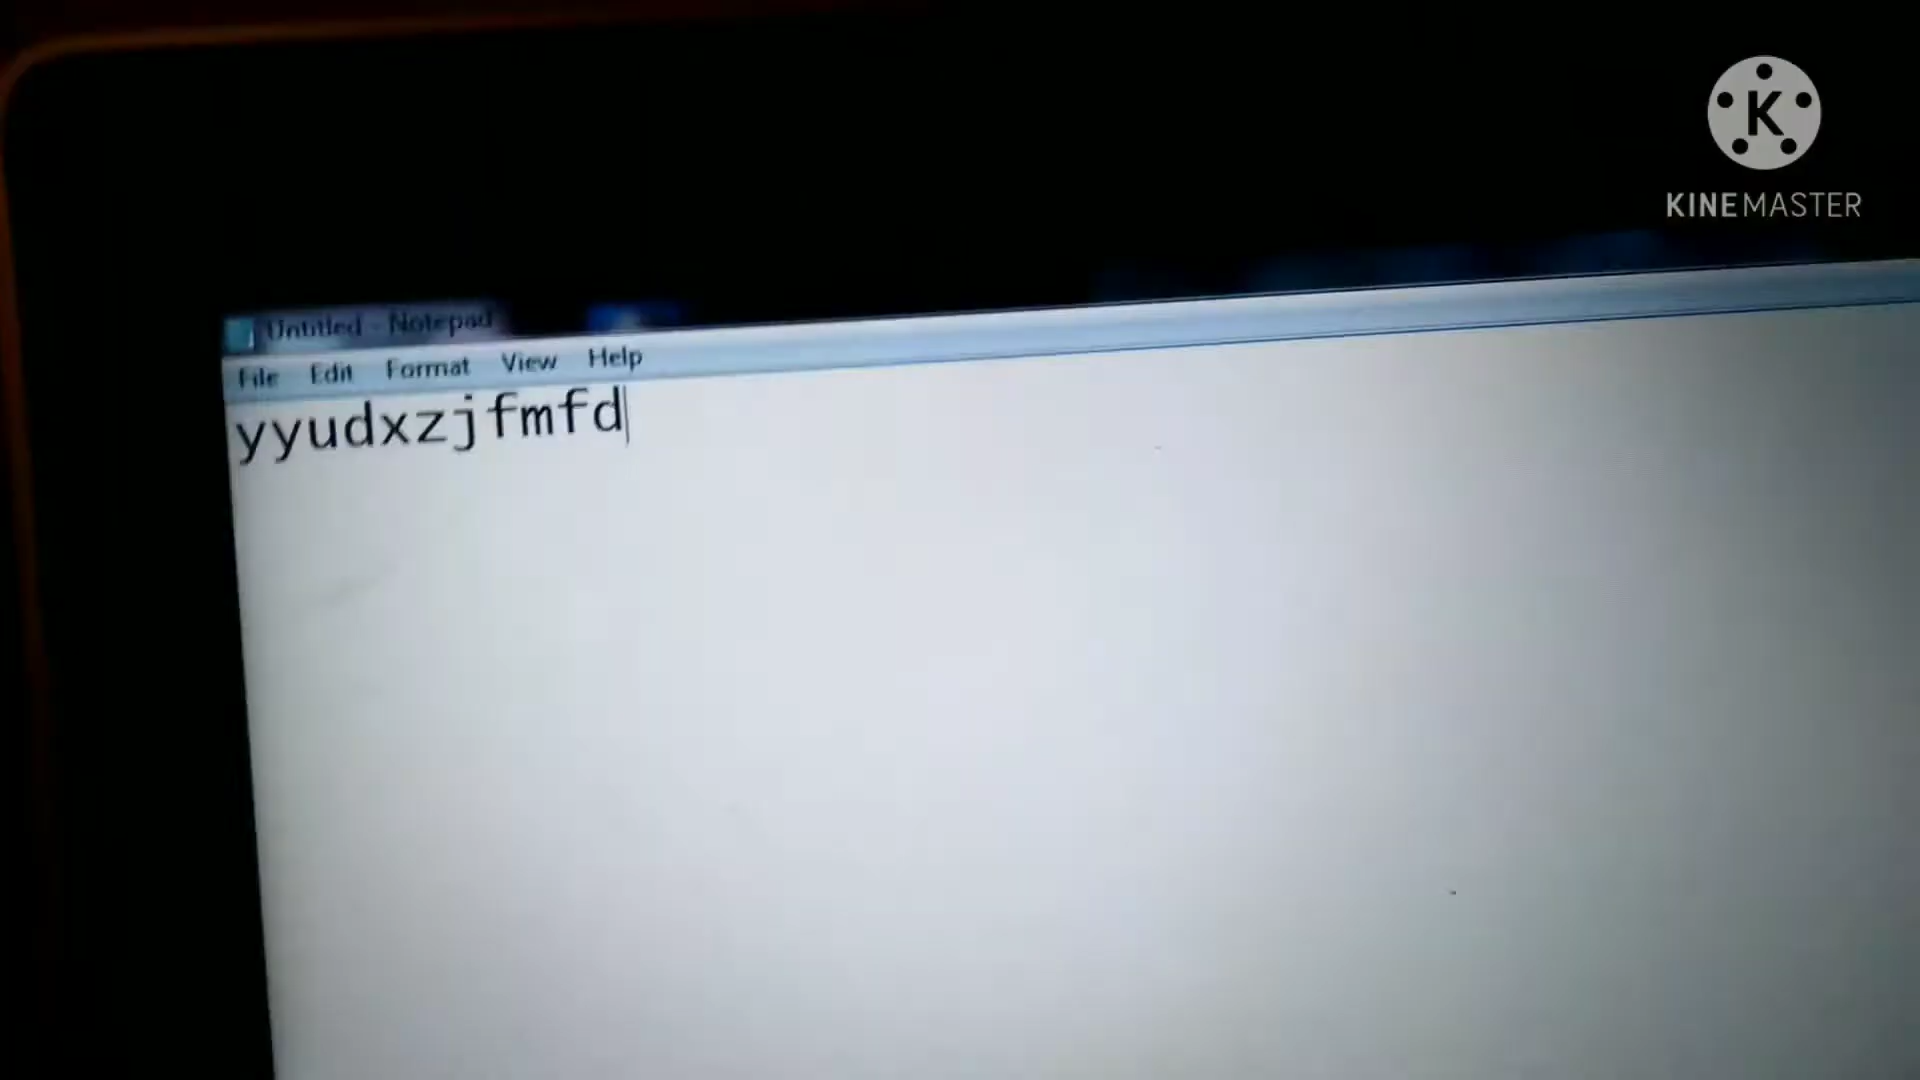 K
KINEMASTER
Untitled - Notepad
File Edit Format View Help
yyudxzjfmfd